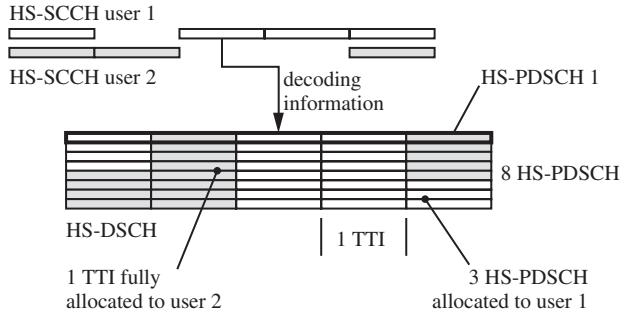 HS-SCCH user 1
HS-SCCH user 2
decoding
information
HS-PDSCH 1
8 HS-PDSCH
HS-DSCH
1 TTI
1 TTI fully
allocated to user 2
3 HS-PDSCH
allocated to user 1